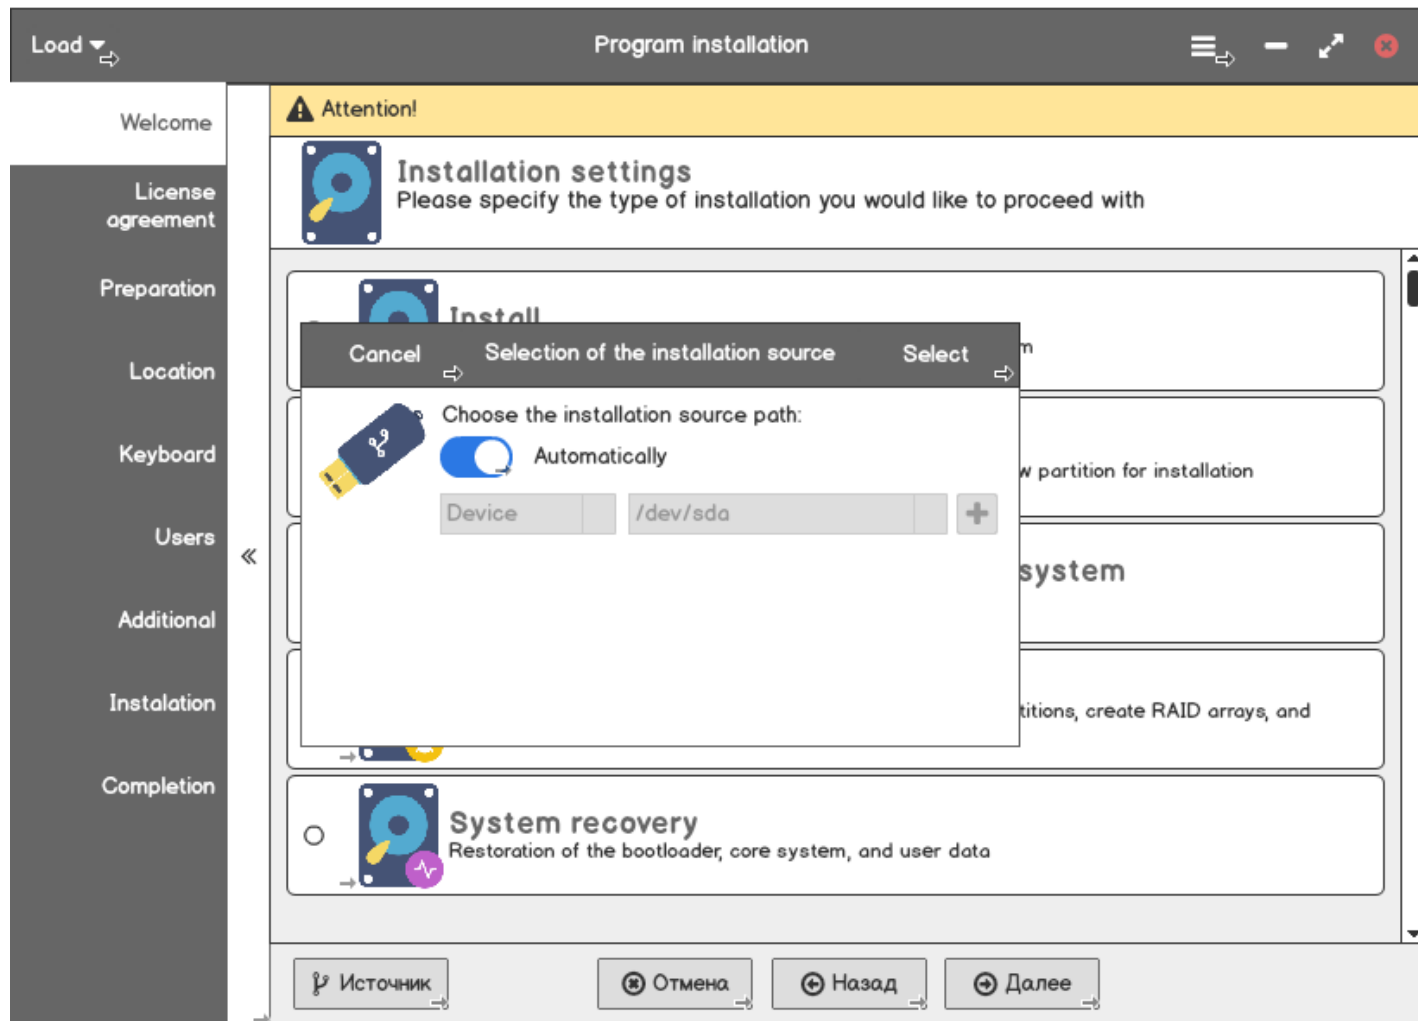 Load
Program installation
Welcome
License
agreement
Preparation
Location
Keyboard
Users
Additional
Instalation
Completion
«
Attention!
Installation settings
Please specify the type of installation you would like to proceed with
Install
m
Cancel
Selection of the installation source
Select
Choose the installation source path:
Automatically
Device
/dev/sda
partition for installation
system
titions, create RAID arrays, and
System recovery
Restoration of the bootloader, core system, and user data
Источник
Отмена
Назад
Далее